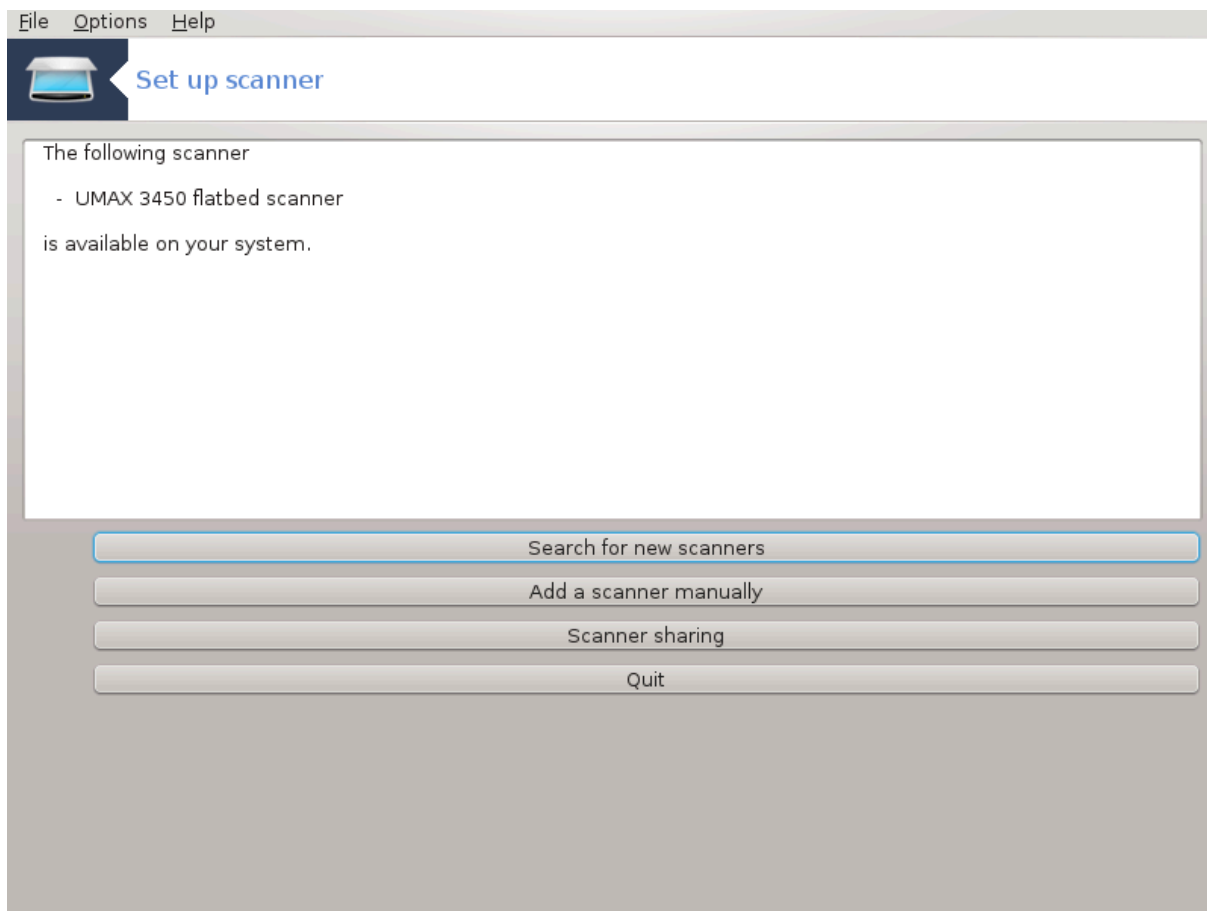 File Options Help
Set up scanner
The following scanner
- UMAX 3450 flatbed scanner
is available on your system.
Search for new scanners
Add a scanner manually
Scanner sharing
Quit